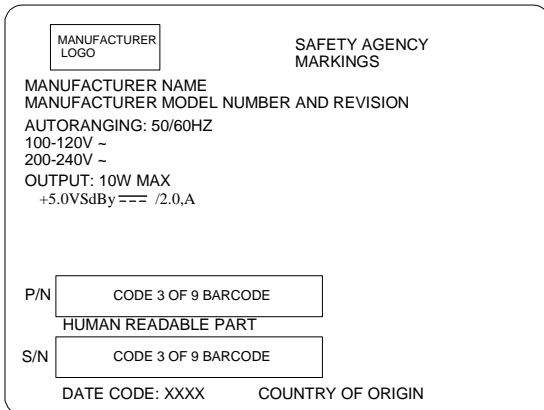 MANUFACTURER
LOGO
SAFETY AGENCY
MARKINGS
MANUFACTURER NAME
MANUFACTURER MODEL NUMBER AND REVISION
AUTORANGING: 50/60HZ
100-120V ~
200-240V ~
OUTPUT: 10W MAX
+5.0VSdBy ⎓ /2.0,A
P/N CODE 3 OF 9 BARCODE
HUMAN READABLE PART
S/N CODE 3 OF 9 BARCODE
DATE CODE: XXXX COUNTRY OF ORIGIN